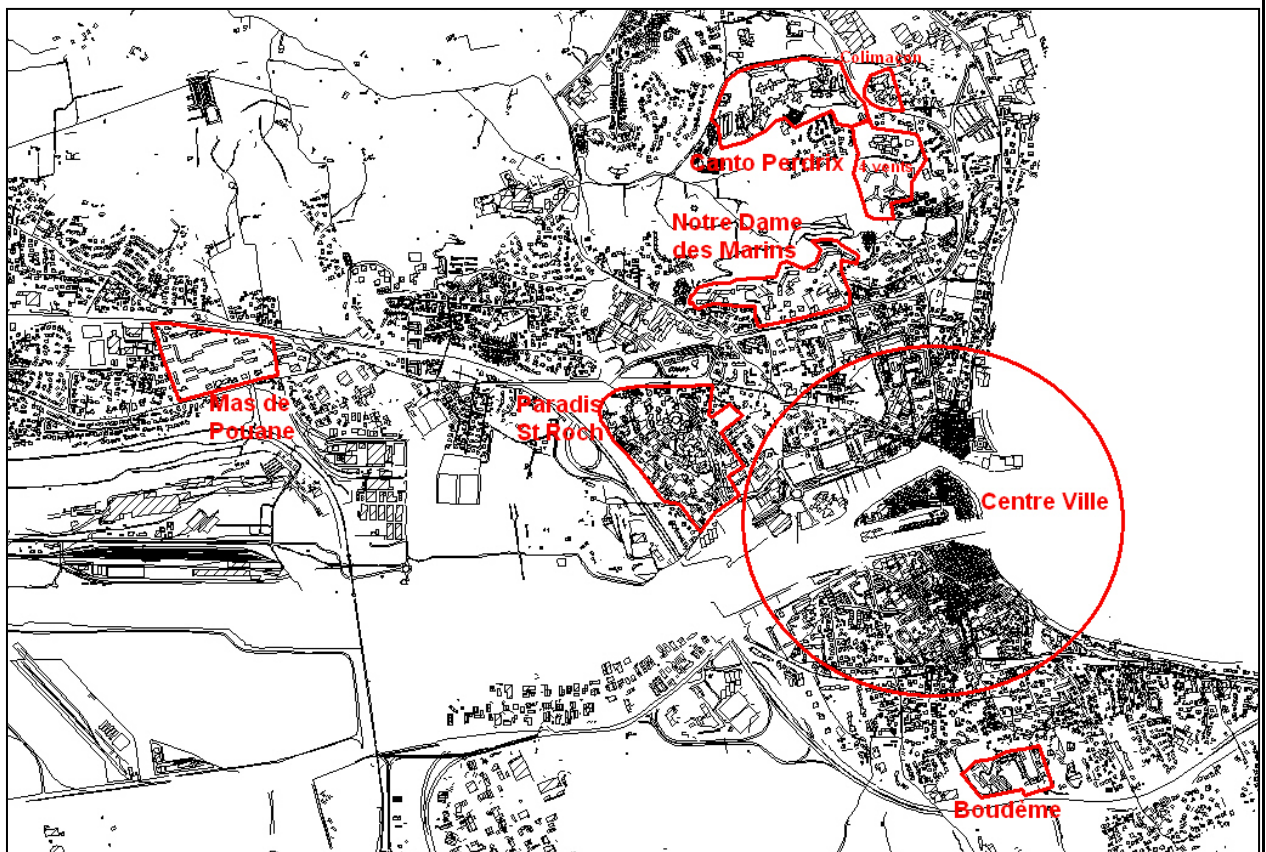 Colimaçon
Canto Perdrix
4 vents
Notre Dame
des Marins
Mas de
Pouane
Paradis
St Roch
Centre Ville
Boudème